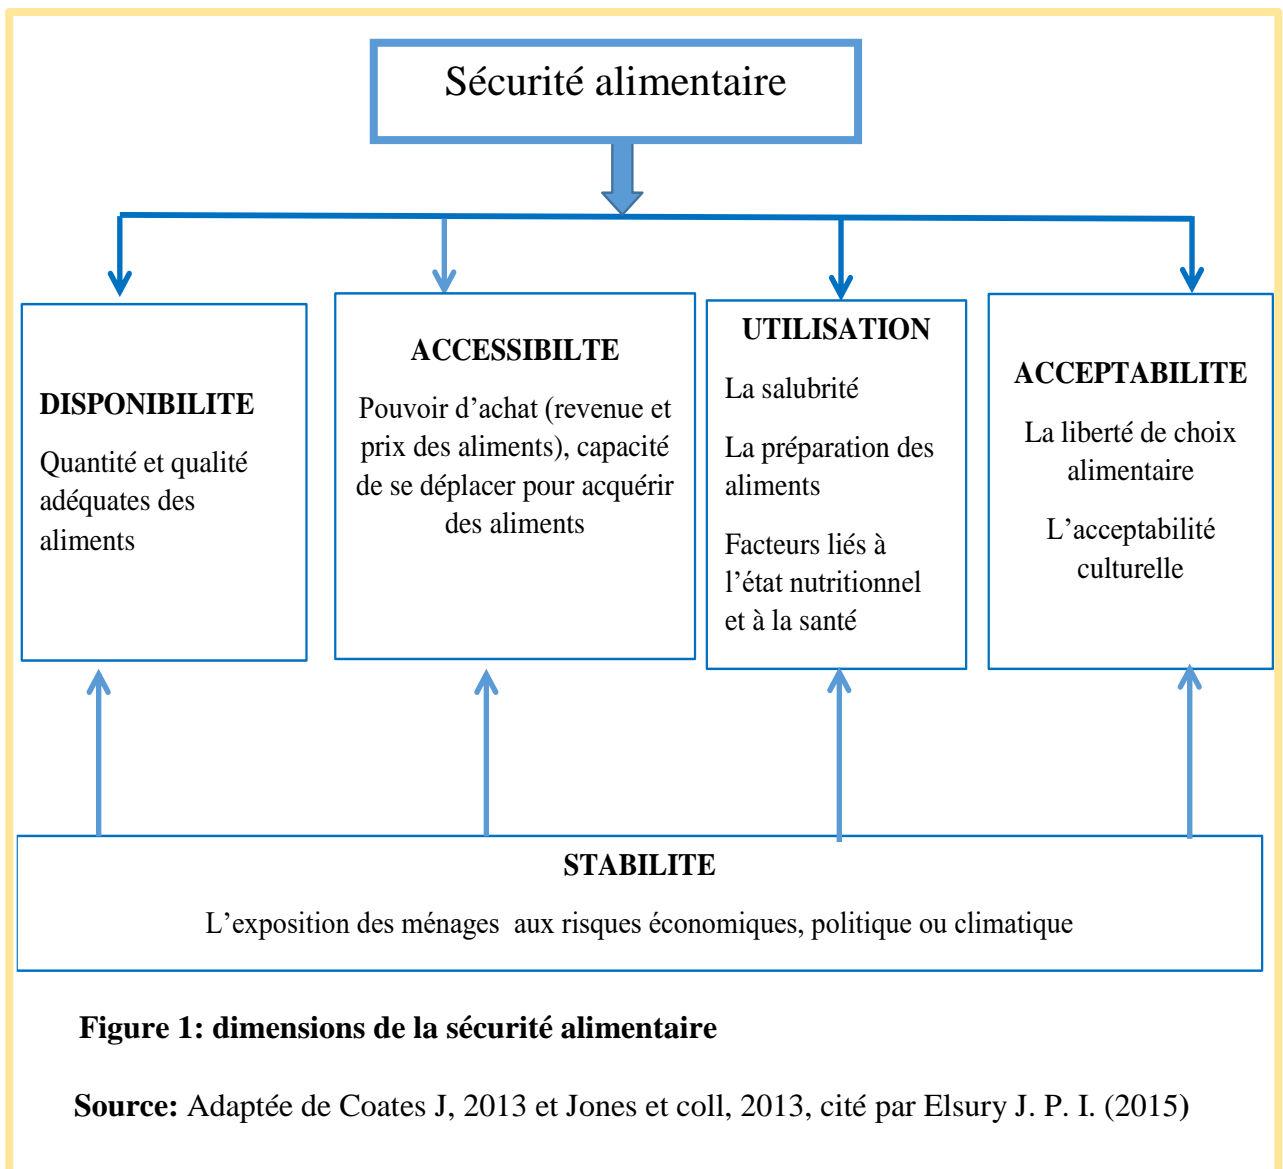 Sécurité alimentaire
DISPONIBILITE
Quantité et qualité
adéquates des
aliments
ACCESSIBILTE
Pouvoir d’achat (revenue et
prix des aliments), capacité
de se déplacer pour acquérir
des aliments
UTILISATION
La salubrité
La préparation des
aliments
Facteurs liés à
l’état nutritionnel
et à la santé
ACCEPTABILITE
La liberté de choix
alimentaire
L’acceptabilité
culturelle
STABILITE
L’exposition des ménages aux risques économiques, politique ou climatique
Figure 1: dimensions de la sécurité alimentaire
Source: Adaptée de Coates J, 2013 et Jones et coll, 2013, cité par Elsury J. P. I. (2015)